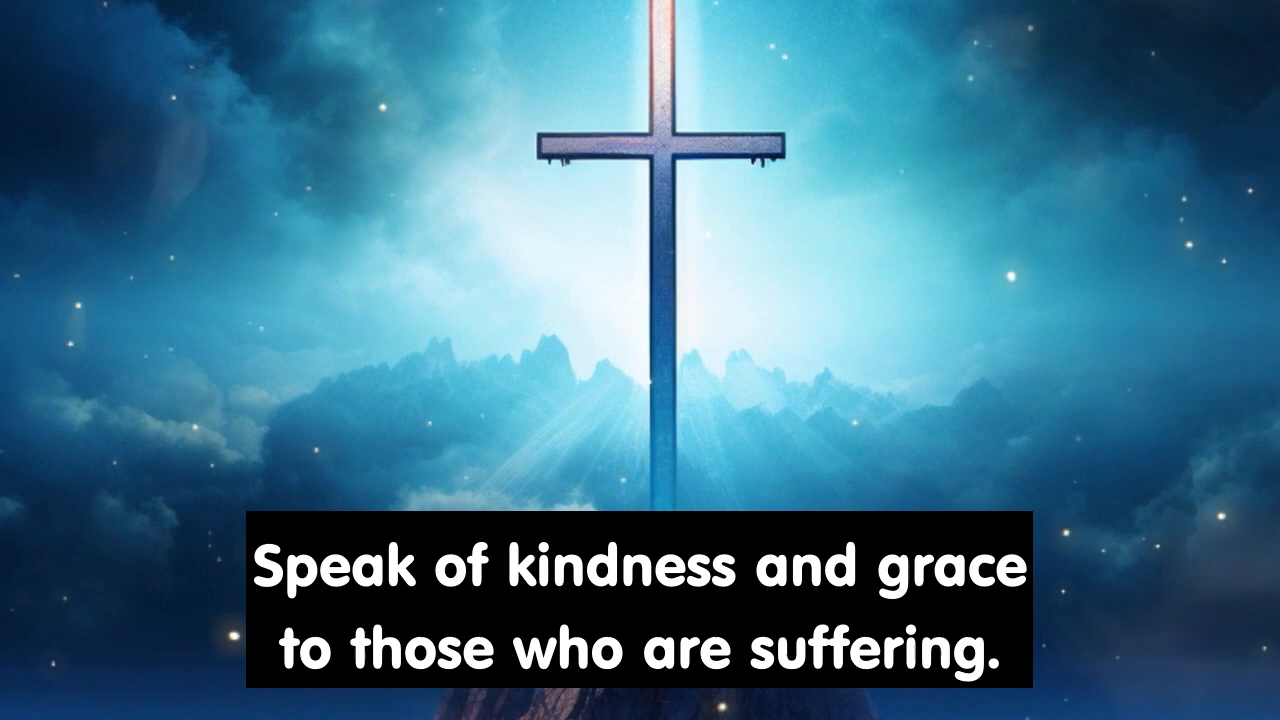 Speak of kindness and grace
to those who are suffering.